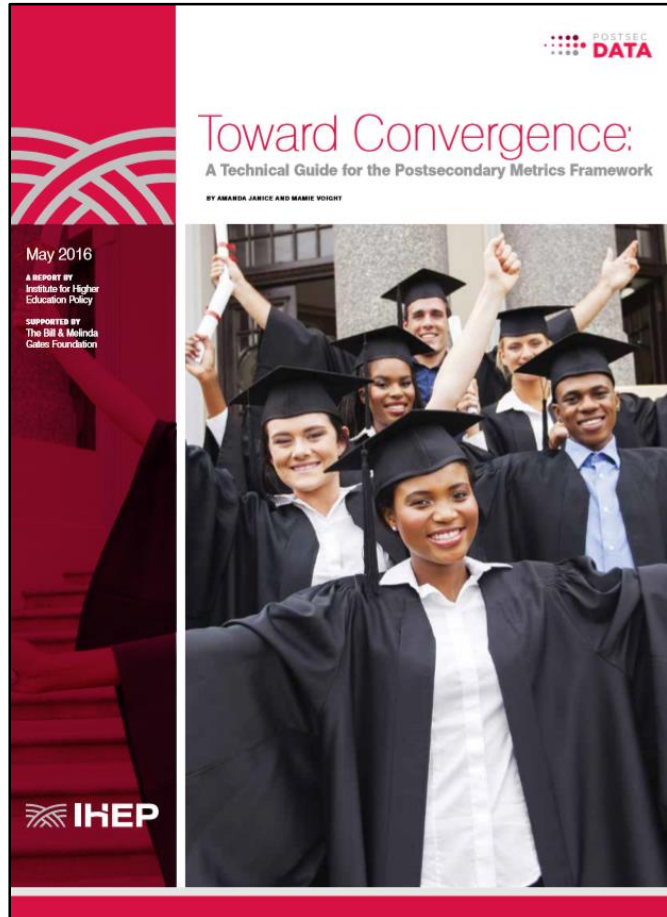 POSTSEC
DATA
Toward Convergence:
A Technical Guide for the Postsecondary Metrics Framework
BY AMANDA JANICE AND MAMIE VOIGHT
May 2016
A REPORT BY
Institute for Higher
Education Policy
SUPPORTED BY
The Bill & Melinda
Gates Foundation
IHEP